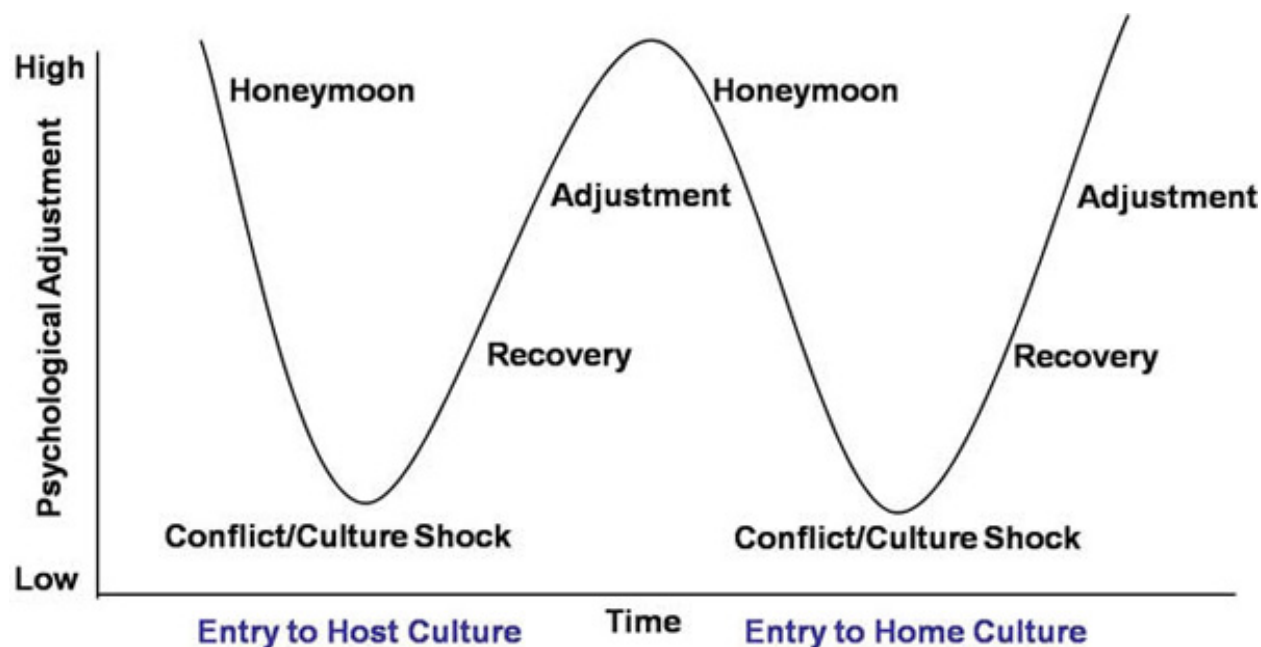 High
Psychological Adjustment
Low
Honeymoon
Honeymoon
Adjustment
Adjustment
Recovery
Recovery
Conflict/Culture Shock
Conflict/Culture Shock
Time
Entry to Host Culture
Entry to Home Culture